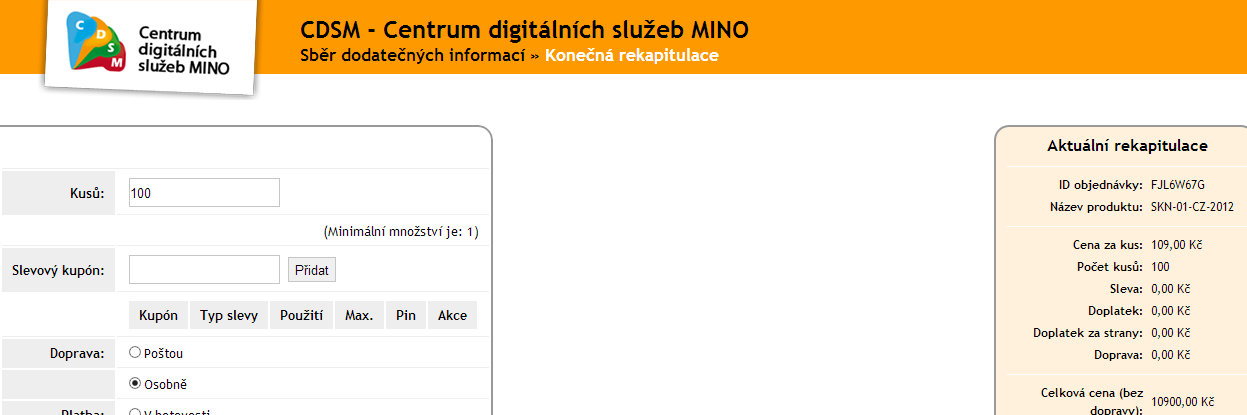 C D S M
Centrum
digitálních
služeb MINO
CDSM - Centrum digitálních služeb MINO
Sběr dodatečných informací » Konečná rekapitulace
Kusů: 100
(Minimální množství je: 1)
Slevový kupón: Přidat
Kupón Typ slevy Použití Max. Pin Akce
Doprava: Poštou
Osobně
Platba: V hotovosti
Aktuální rekapitulace
ID objednávky: FJL6W67G
Název produktu: SKN-01-CZ-2012
Cena za kus: 109,00 Kč
Počet kusů: 100
Sleva: 0,00 Kč
Doplatek: 0,00 Kč
Doplatek za strany: 0,00 Kč
Doprava: 0,00 Kč
Celková cena (bez
dopravy): 10900,00 Kč